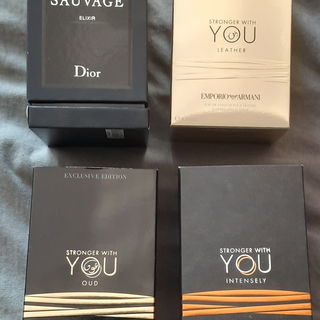 SAUVAGE
ELIXIR
Dior
STRONGER WITH
YOU
LEATHER
EMPORIO ARMANI
EXCLUSIVE EDITION
STRONGER WITH
YOU
OUD
STRONGER WITH
YOU
INTENSELY